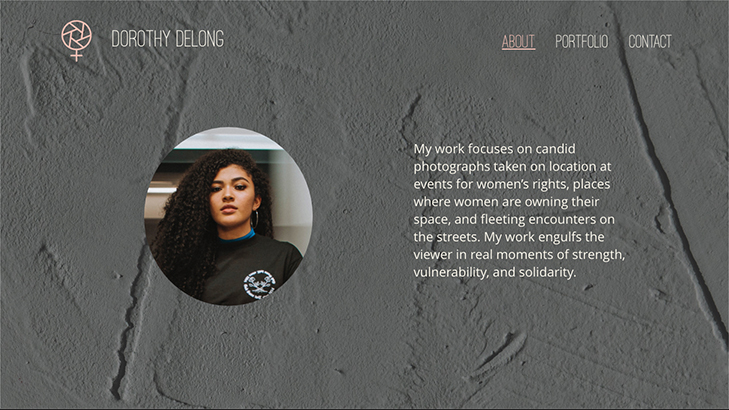 DOROTHY DELONG
ABOUT PORTFOLIO CONTACT
My work focuses on candid
photographs taken on location at
events for women's rights, places
where women are owning their
space, and fleeting encounters on
the streets. My work engulfs the
viewer in real moments of strength,
vulnerability, and solidarity.